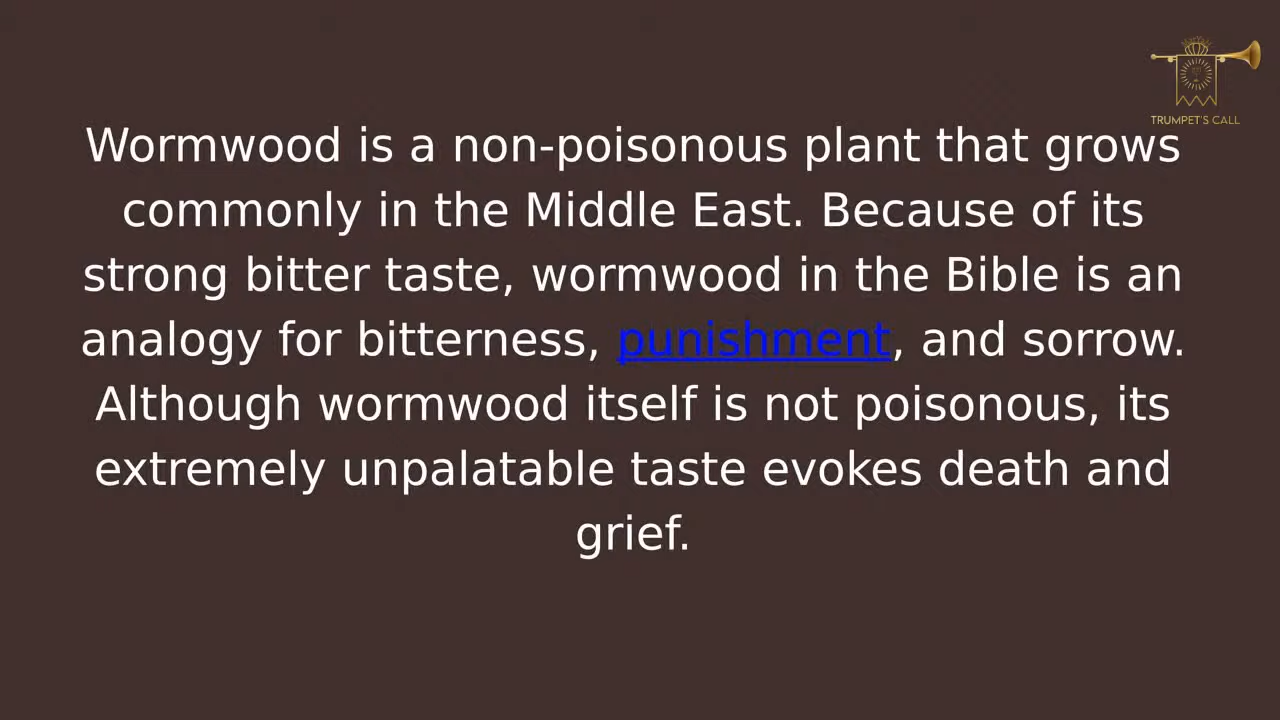 TRUMPET'S CALL
Wormwood is a non-poisonous plant that grows
commonly in the Middle East. Because of its
strong bitter taste, wormwood in the Bible is an
analogy for bitterness, punishment, and sorrow.
Although wormwood itself is not poisonous, its
extremely unpalatable taste evokes death and
grief.